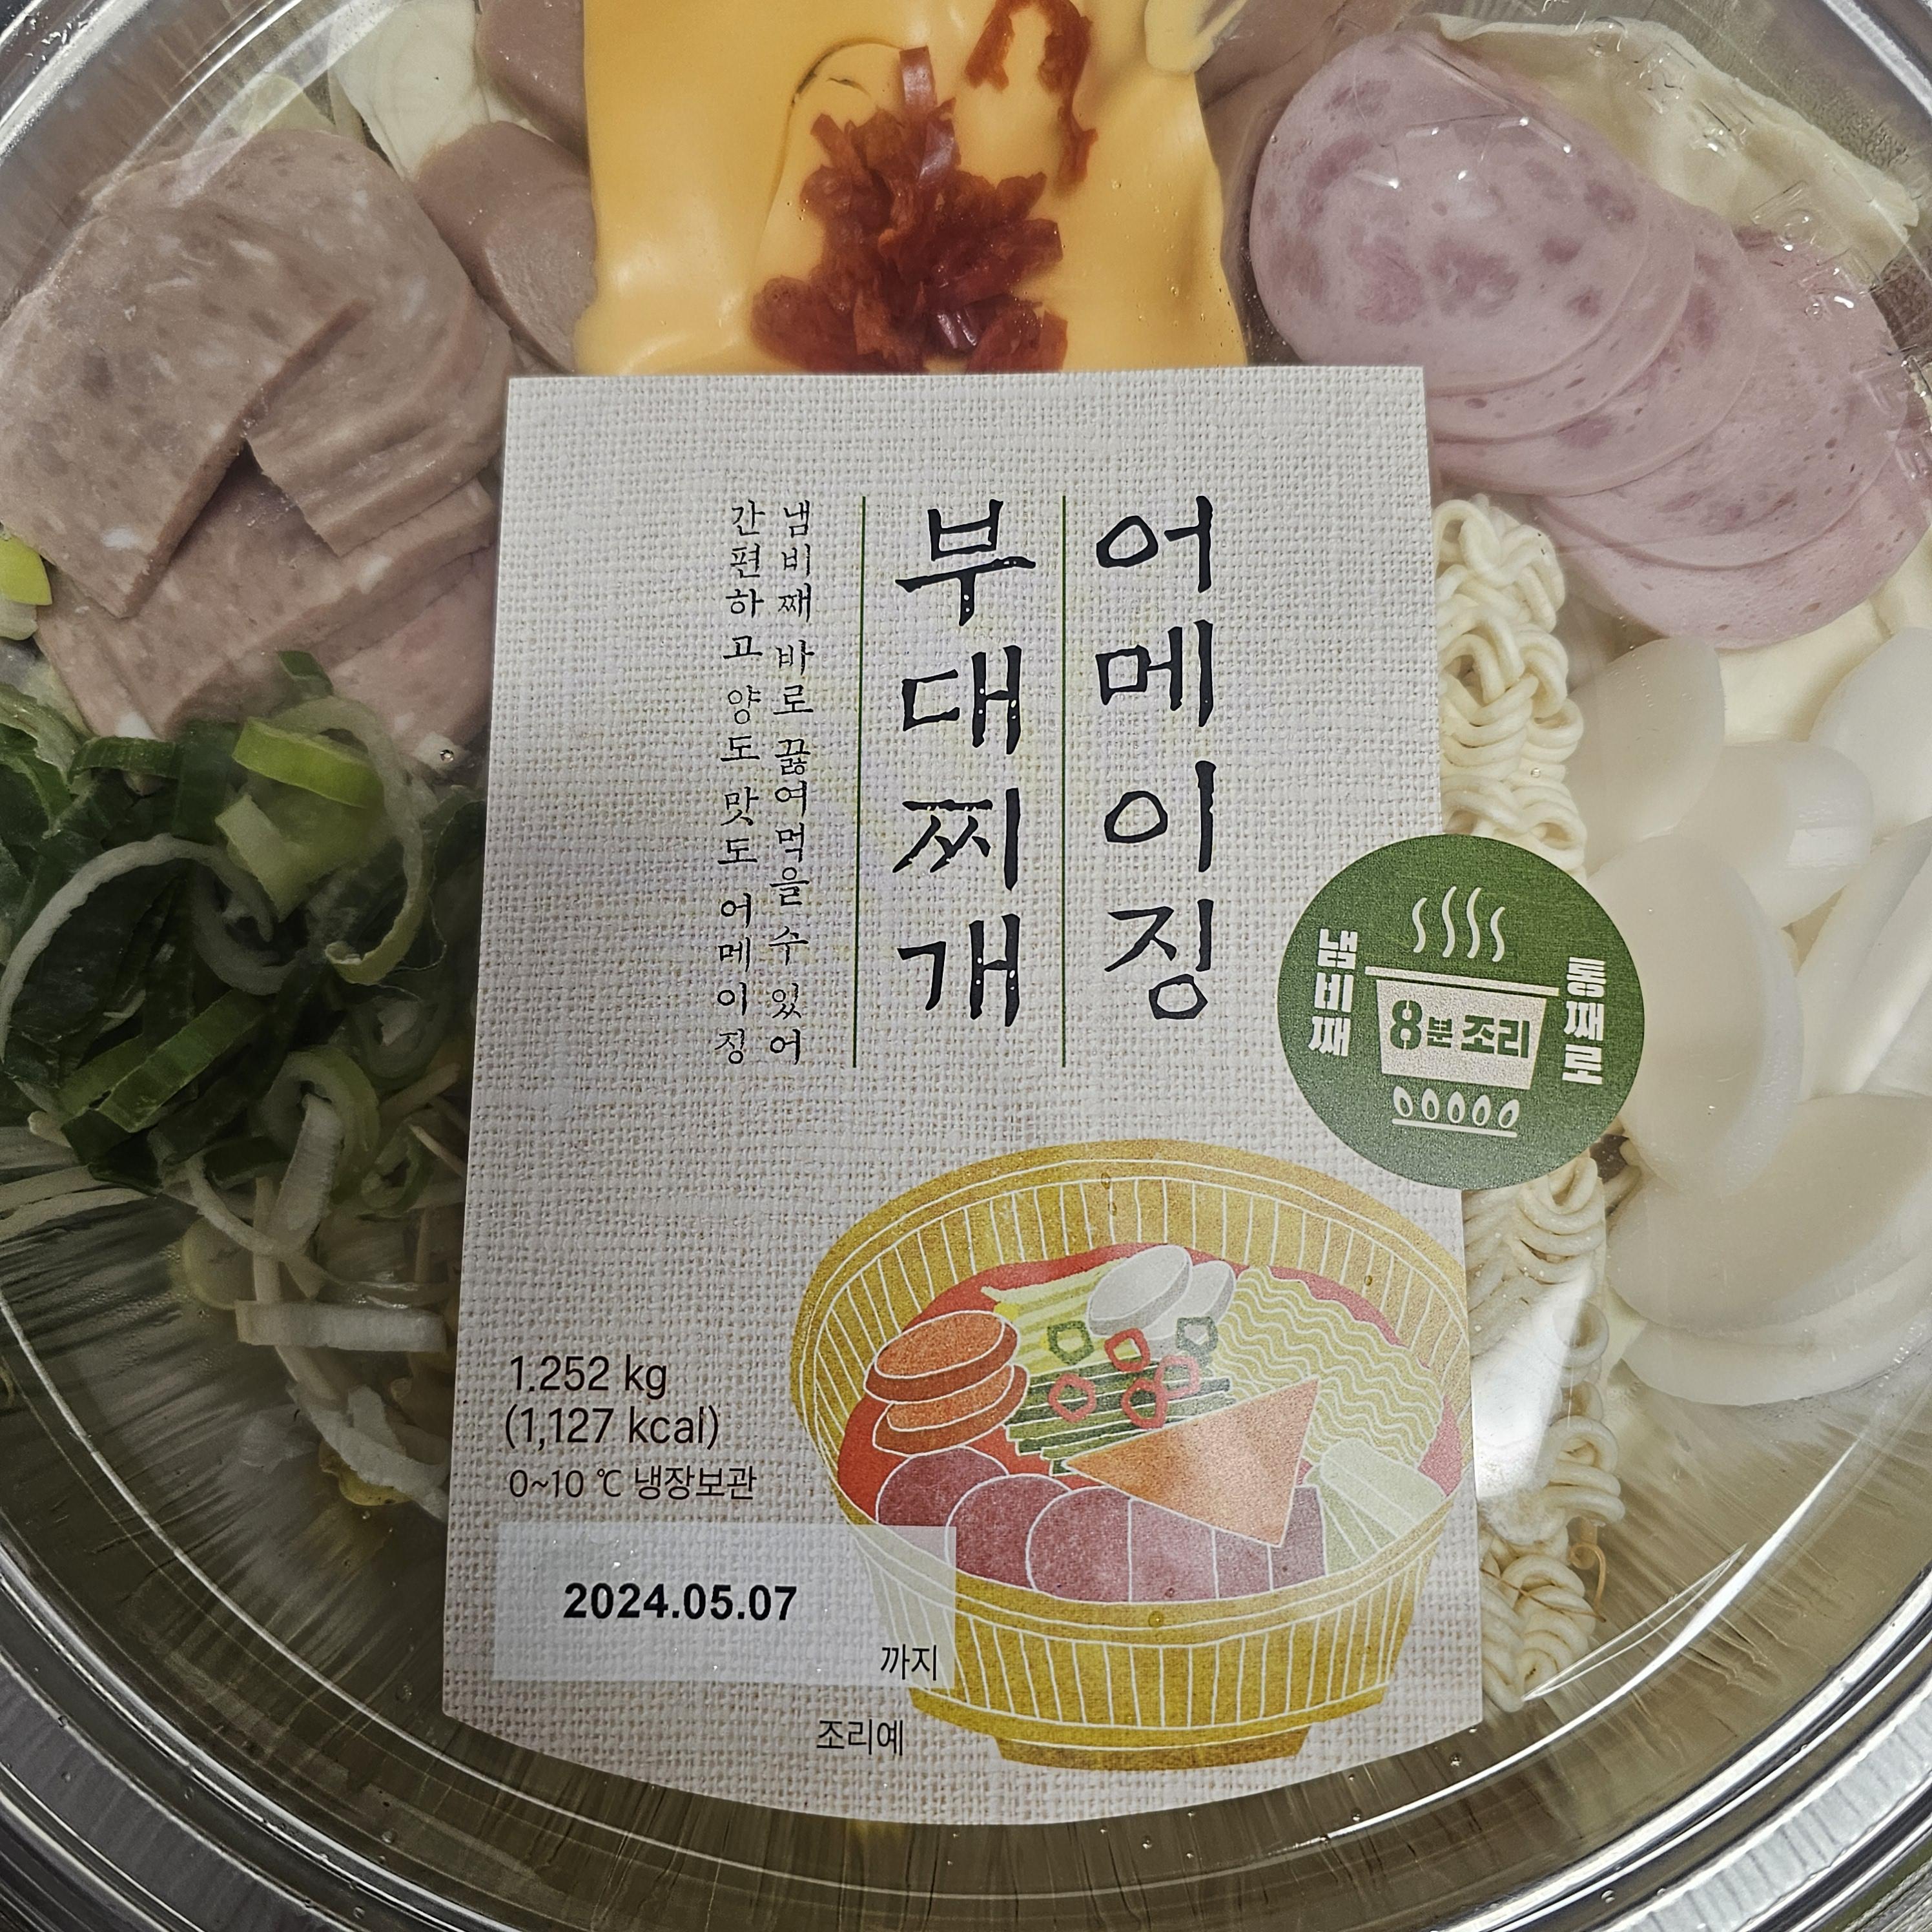 어메이징
부대찌개
냄비째 바로 끓여먹을 수 있어
간편하고 양도 맛도 어메이징
냄비째
8분 조리
통째로
1.252 kg
(1,127 kcal)
0~10 ℃ 냉장보관
2024.05.07
까지
조리예